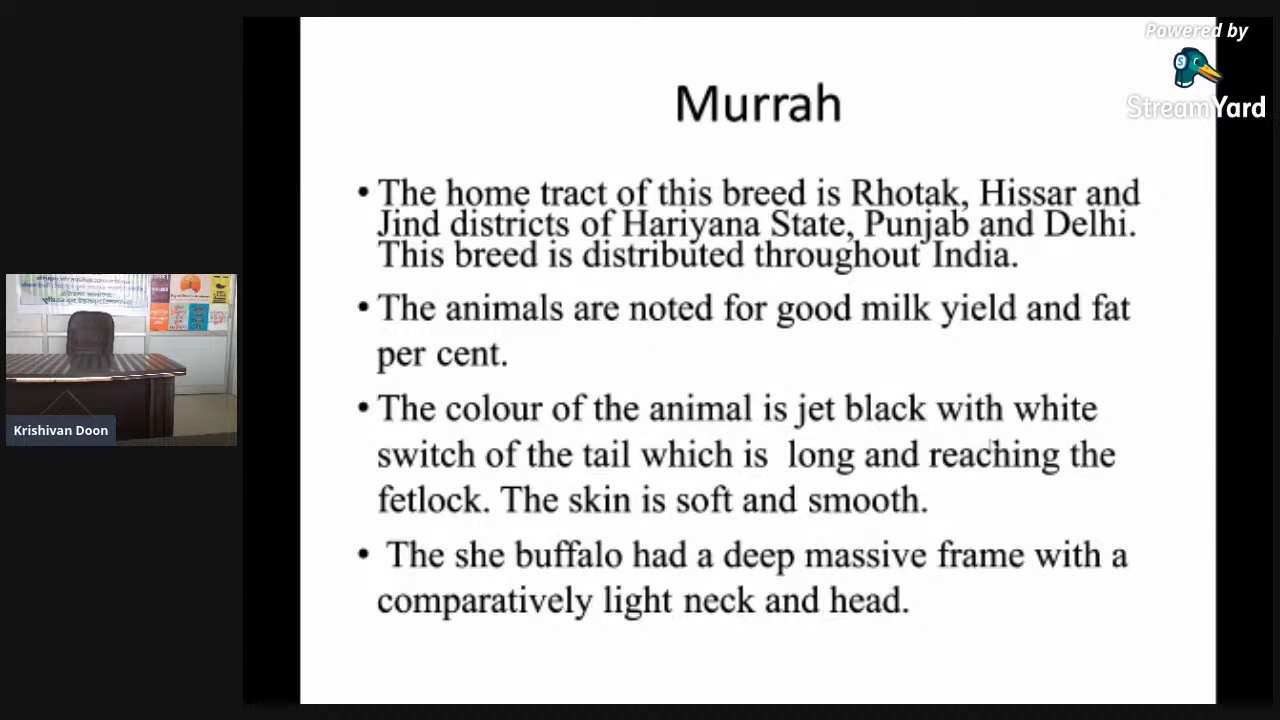 Powered by
StreamYard
Murrah
• The home tract of this breed is Rhotak, Hissar and
Jind districts of Hariyana State, Punjab and Delhi.
This breed is distributed throughout India.
• The animals are noted for good milk yield and fat
per cent.
• The colour of the animal is jet black with white
switch of the tail which is long and reaching the
fetlock. The skin is soft and smooth.
• The she buffalo had a deep massive frame with a
comparatively light neck and head.
Krishivan Doon